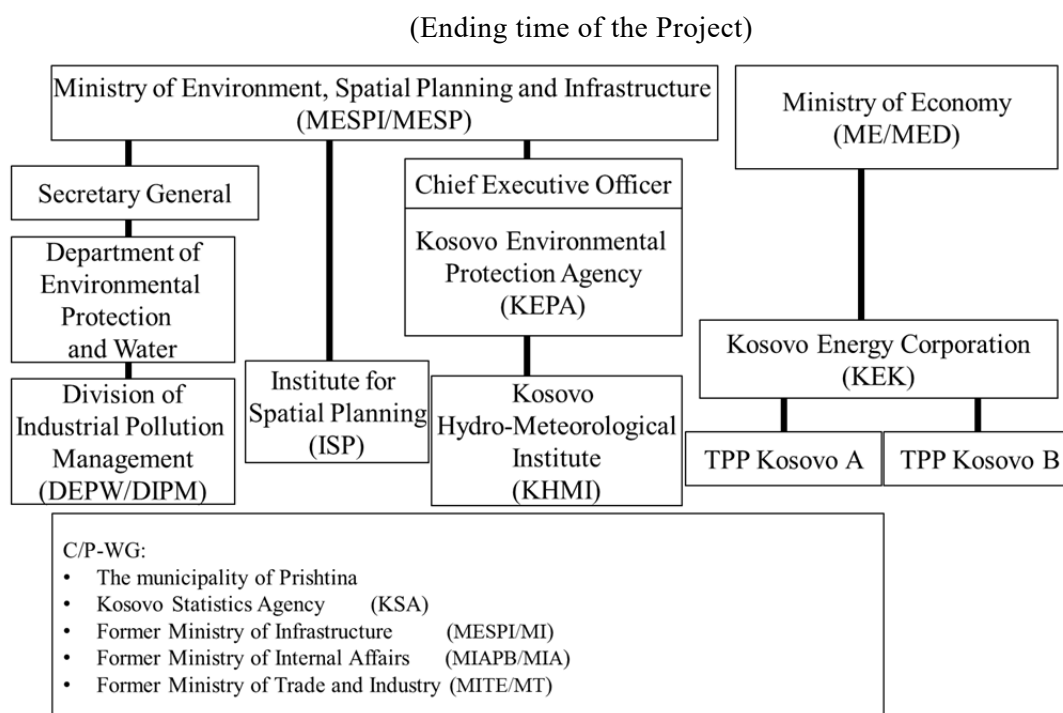 (Ending time of the Project)
Ministry of Environment, Spatial Planning and Infrastructure
(MESPI/MESP)
Ministry of Economy
(ME/MED)
Secretary General
Department of
Environmental
Protection
and Water
Division of
Industrial Pollution
Management
(DEPW/DIPM)
Institute for
Spatial Planning
(ISP)
Chief Executive Officer
Kosovo Environmental
Protection Agency
(KEPA)
Kosovo
Hydro-Meteorological
Institute
(KHMI)
Kosovo Energy Corporation
(KEK)
TPP Kosovo A
TPP Kosovo B
C/P-WG:
• The municipality of Prishtina
• Kosovo Statistics Agency (KSA)
• Former Ministry of Infrastructure (MESPI/MI)
• Former Ministry of Internal Affairs (MIAPB/MIA)
• Former Ministry of Trade and Industry (MITE/MT)